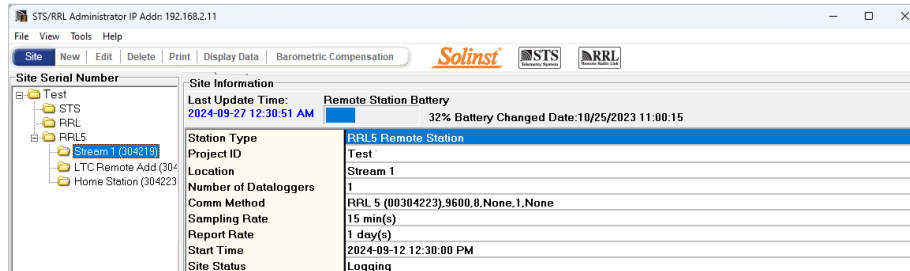 STS/RRL Administrator IP Addr: 192.168.2.11
File View Tools Help
Site New Edit Delete Print Display Data Barometric Compensation Solinst STS Telemetry System RRL Remote Radio Link
Site Serial Number
Test
STS
RRL
RRL5
Stream 1 (304219)
LTC Remote Add (304
Home Station (304223
Site Information
Last Update Time: Remote Station Battery
2024-09-27 12:30:51 AM 32% Battery Changed Date:10/25/2023 11:00:15
Station Type RRL5 Remote Station
Project ID Test
Location Stream 1
Number of Dataloggers 1
Comm Method RRL 5 (00304223),9600,8,None,1,None
Sampling Rate 15 min(s)
Report Rate 1 day(s)
Start Time 2024-09-12 12:30:00 PM
Site Status Logging